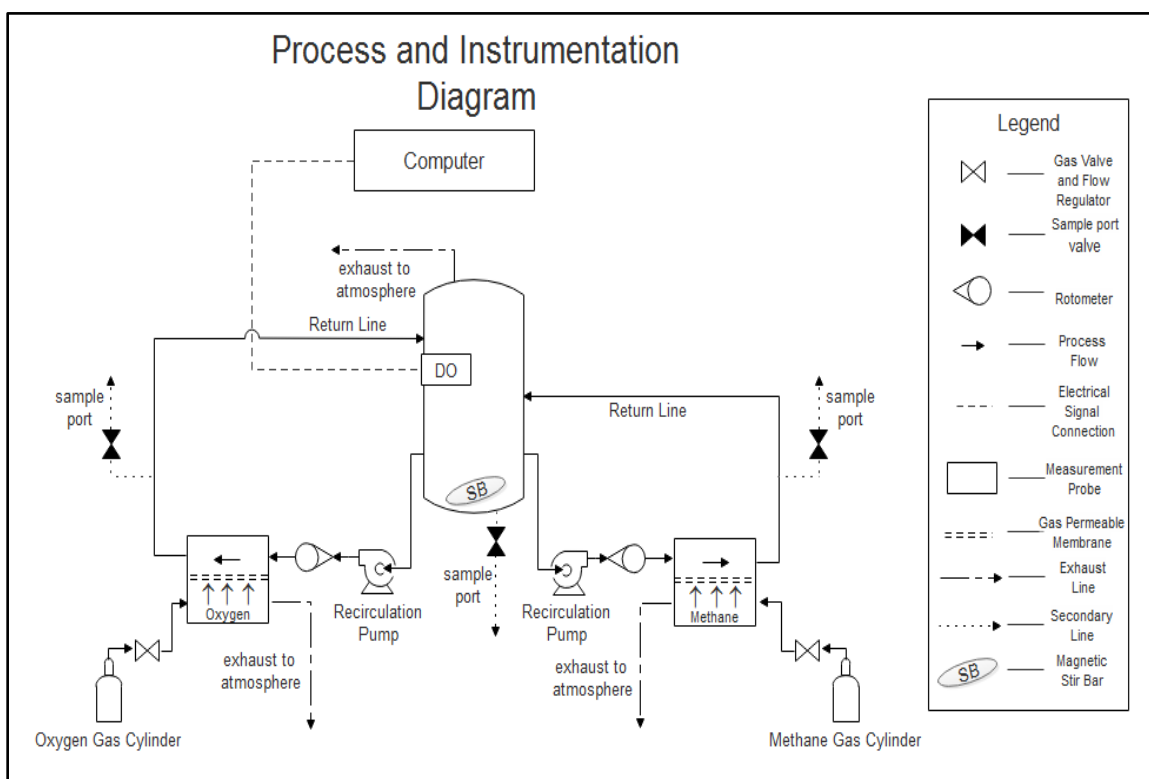 Process and Instrumentation
Diagram
Computer
exhaust to
atmosphere
Return Line
DO
sample
port
Return Line
sample
port
SB
sample
port
Oxygen
Recirculation
Pump
Recirculation
Pump
Methane
exhaust to
atmosphere
exhaust to
atmosphere
Oxygen Gas Cylinder
Methane Gas Cylinder
Legend
Gas Valve
and Flow
Regulator
Sample port
valve
Rotometer
Process
Flow
Electrical
Signal
Connection
Measurement
Probe
Gas Permeable
Membrane
Exhaust
Line
Secondary
Line
SB
Magnetic
Stir Bar